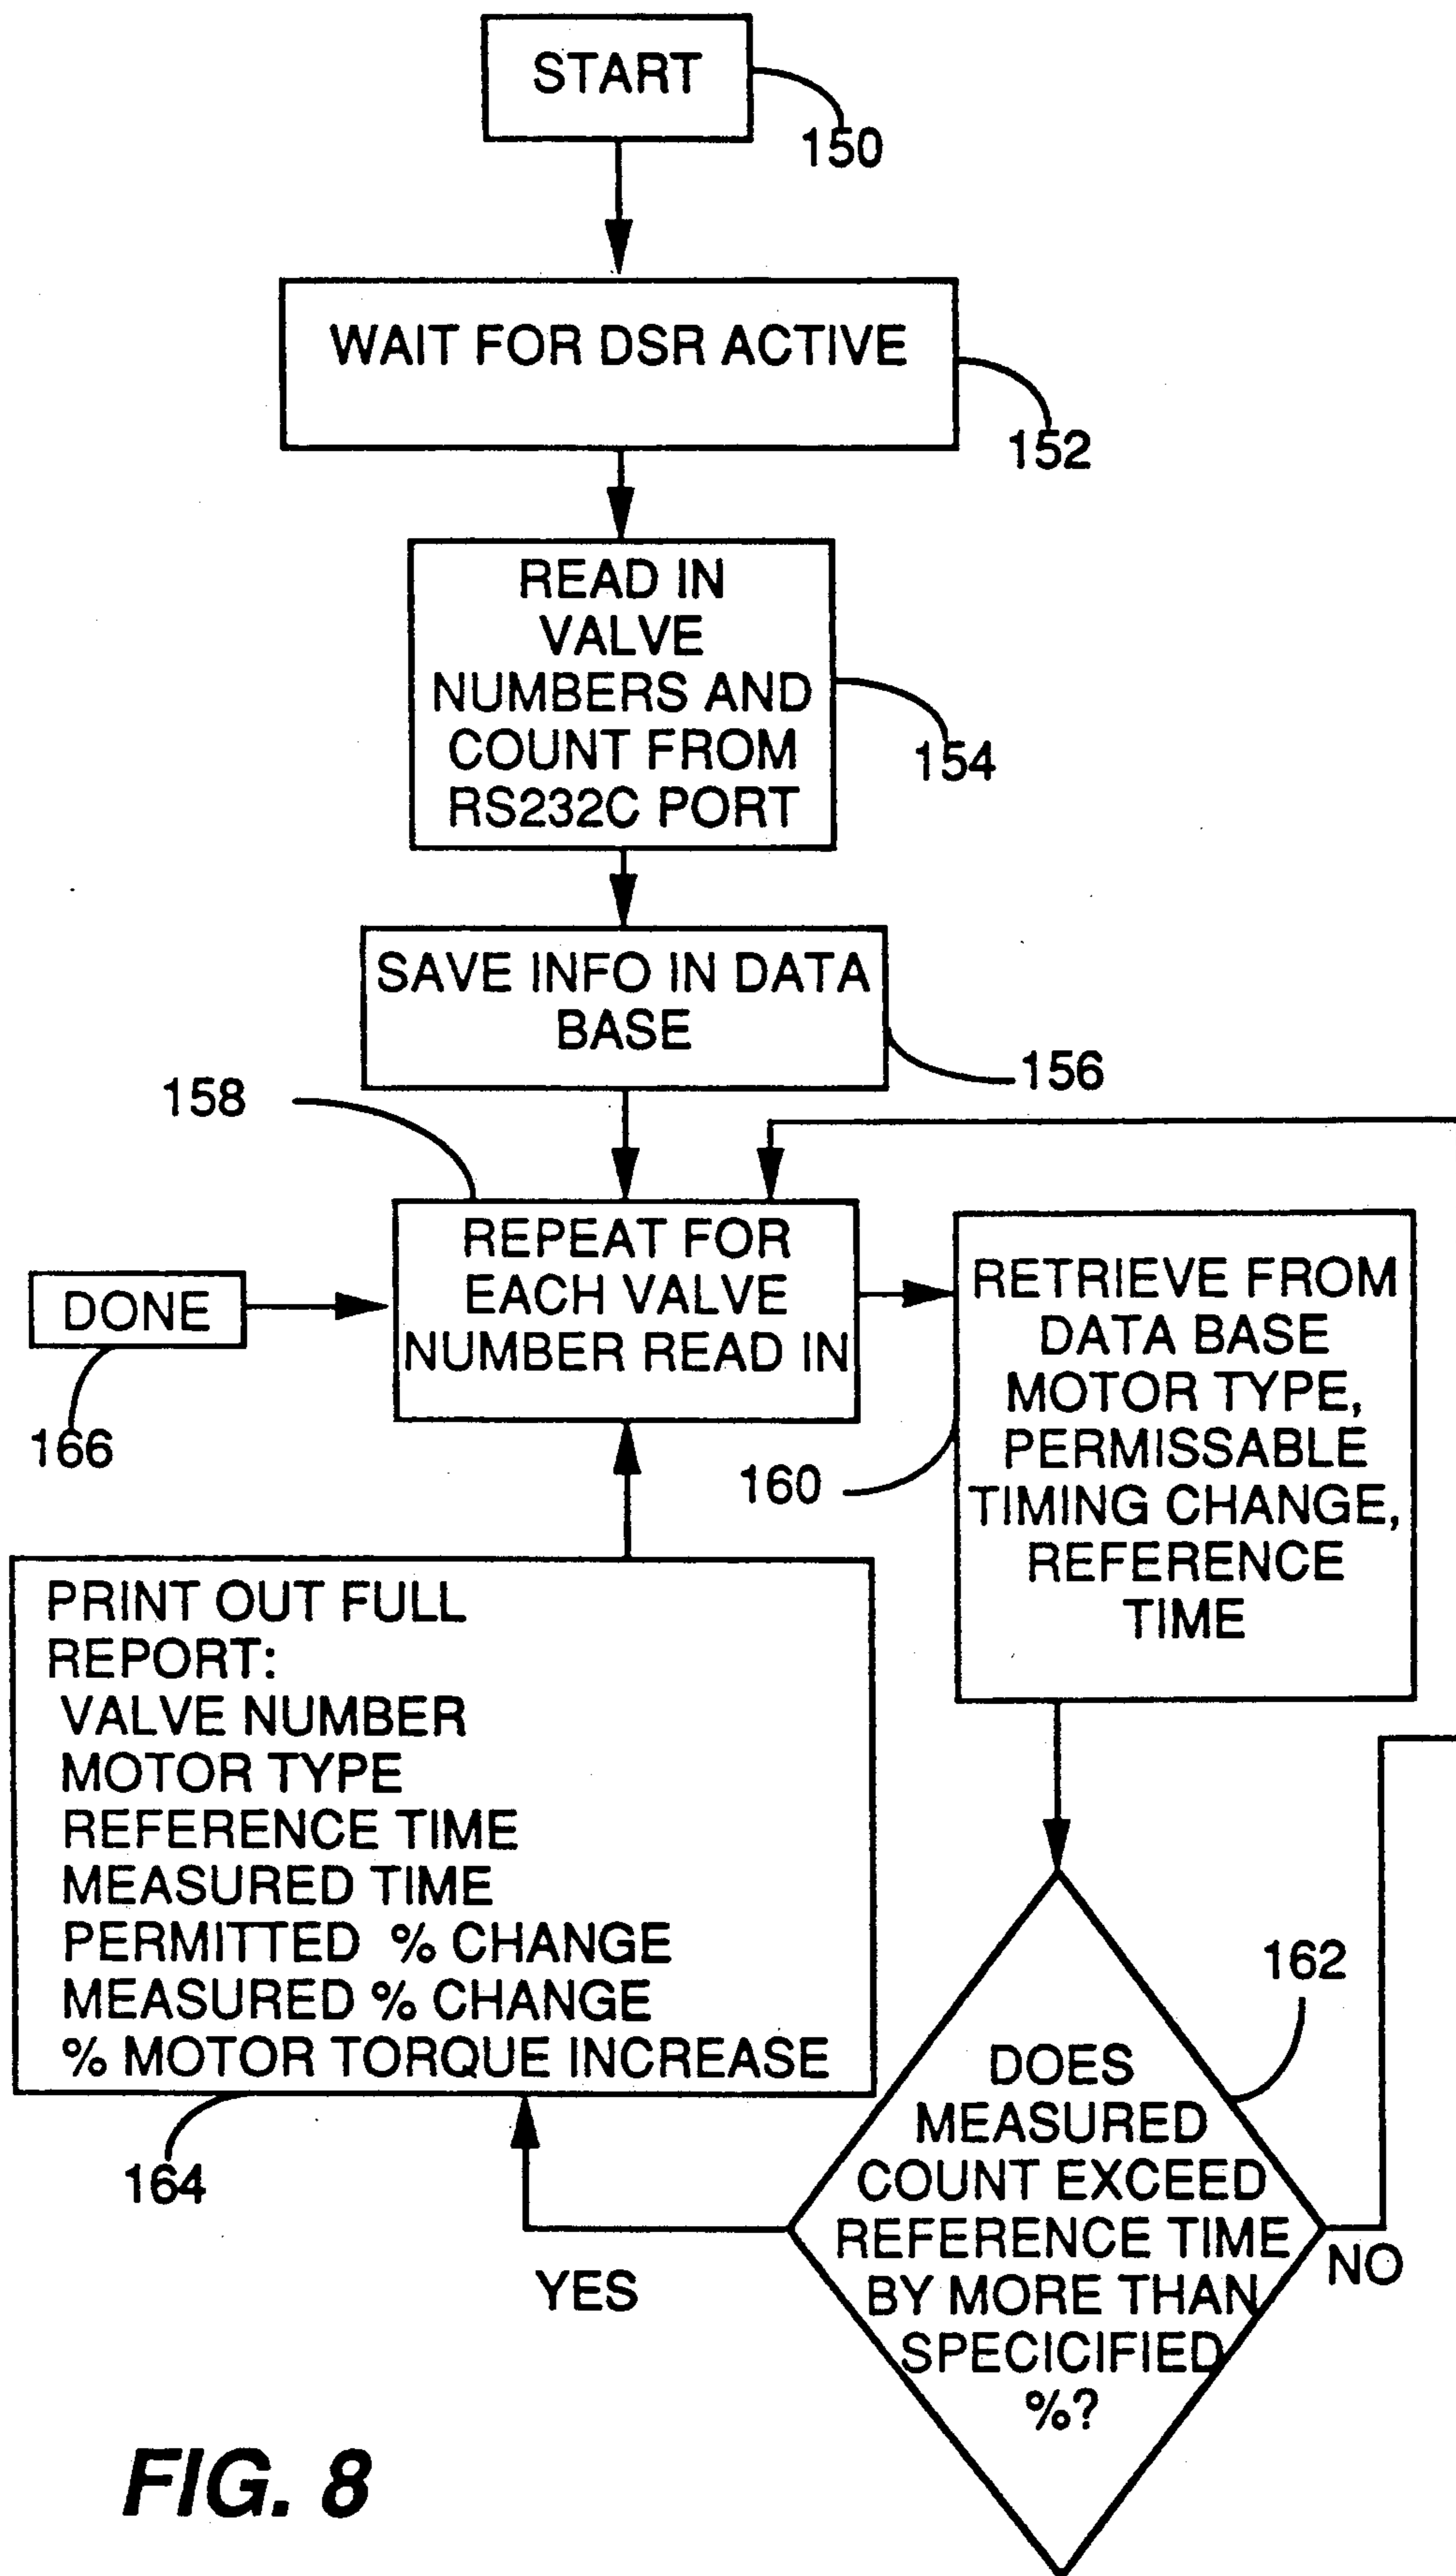 START
150
WAIT FOR DSR ACTIVE
152
READ IN
VALVE
NUMBERS AND
COUNT FROM
RS232C PORT
154
SAVE INFO IN DATA
BASE
156
158
REPEAT FOR
EACH VALVE
NUMBER READ IN
DONE
166
RETRIEVE FROM
DATA BASE
MOTOR TYPE,
PERMISSABLE
TIMING CHANGE,
REFERENCE
TIME
160
PRINT OUT FULL
REPORT:
VALVE NUMBER
MOTOR TYPE
REFERENCE TIME
MEASURED TIME
PERMITTED % CHANGE
MEASURED % CHANGE
% MOTOR TORQUE INCREASE
164
162
DOES
MEASURED
COUNT EXCEED
REFERENCE TIME
BY MORE THAN
SPECICIFIED
%?
YES
NO
FIG. 8